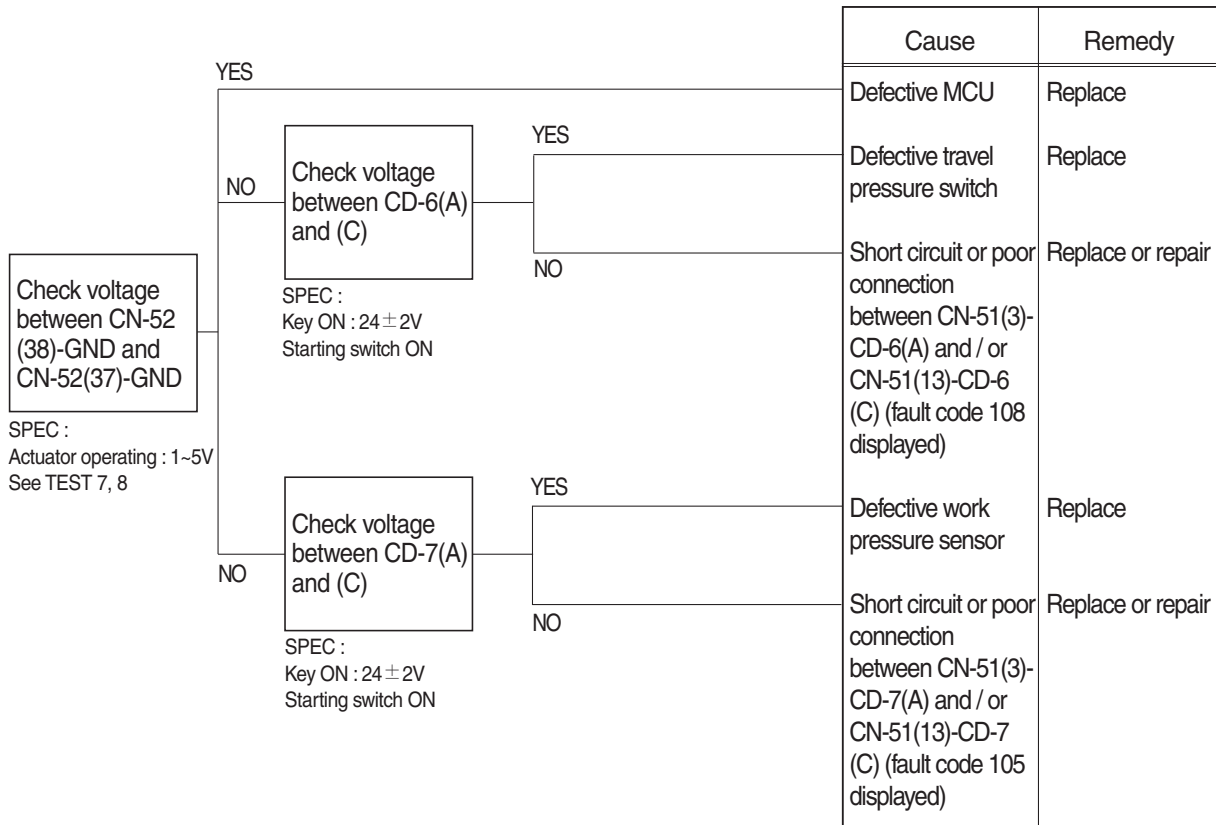 Cause
Remedy
YES
Defective MCU
Replace
NO
Check voltage
between CD-6(A)
and (C)
SPEC :
Key ON : 24±2V
Starting switch ON
YES
Defective travel
pressure switch
Replace
NO
Short circuit or poor
connection
between CN-51(3)-
CD-6(A) and / or
CN-51(13)-CD-6
(C) (fault code 108
displayed)
Replace or repair
Check voltage
between CN-52
(38)-GND and
CN-52(37)-GND
SPEC :
Actuator operating : 1~5V
See TEST 7, 8
NO
Check voltage
between CD-7(A)
and (C)
SPEC :
Key ON : 24±2V
Starting switch ON
YES
Defective work
pressure sensor
Replace
NO
Short circuit or poor
connection
between CN-51(3)-
CD-7(A) and / or
CN-51(13)-CD-7
(C) (fault code 105
displayed)
Replace or repair